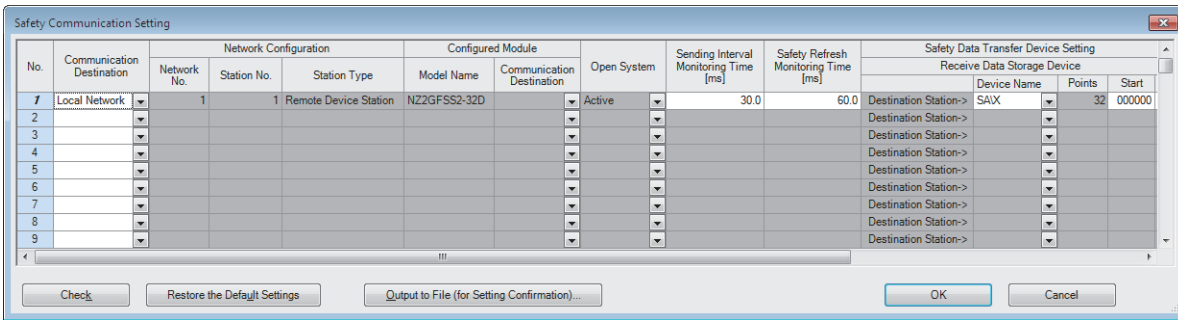 Safety Communication Setting
No. Communication Destination Network Configuration Configured Module Open System Sending Interval Monitoring Time [ms] Safety Refresh Monitoring Time [ms] Safety Data Transfer Device Setting
Network No. Station No. Station Type Model Name Communication Destination Receive Data Storage Device
Device Name Points Start
1 Local Network 1 1 Remote Device Station NZ2GFSS2-32D Active 30.0 60.0 Destination Station-> SA\X 32 000000
2 Destination Station->
3 Destination Station->
4 Destination Station->
5 Destination Station->
6 Destination Station->
7 Destination Station->
8 Destination Station->
9 Destination Station->
Check Restore the Default Settings Output to File (for Setting Confirmation)... OK Cancel